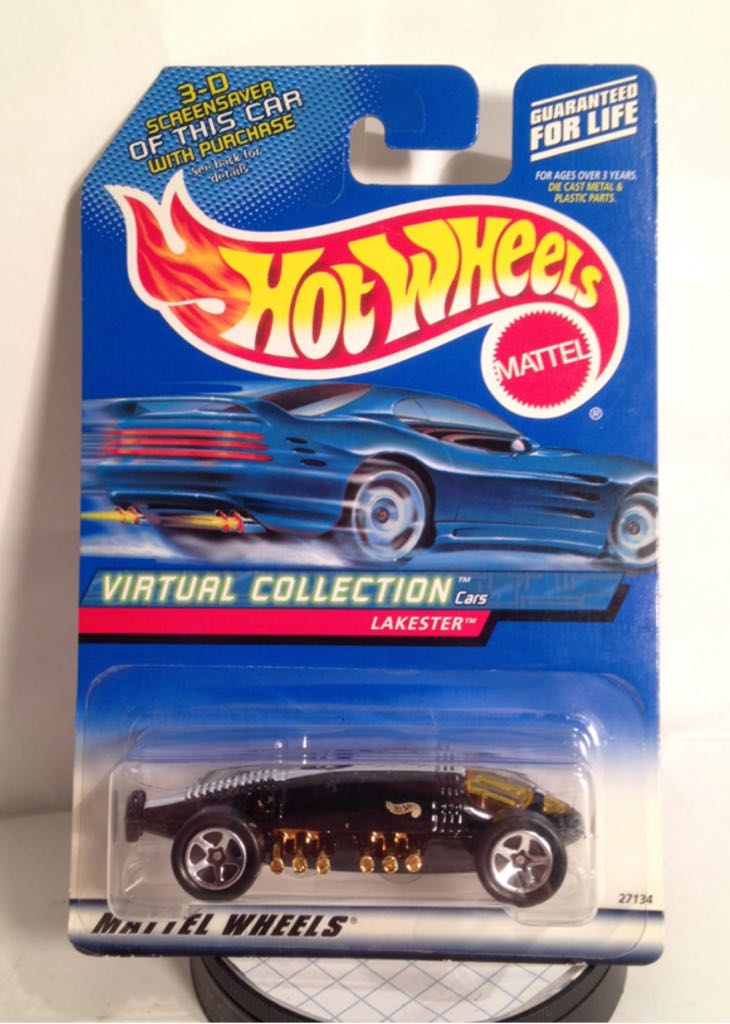 3-D
SCREENSAVER
OF THIS CAR
WITH PURCHASE
See back for
details.
GUARANTEED
FOR LIFE
FOR AGES OVER 3 YEARS.
DIE CAST METAL &
PLASTIC PARTS.
HOT WHEELS
MATTEL
®
VIRTUAL COLLECTION™ Cars
LAKESTER™
27134
MATTEL WHEELS®